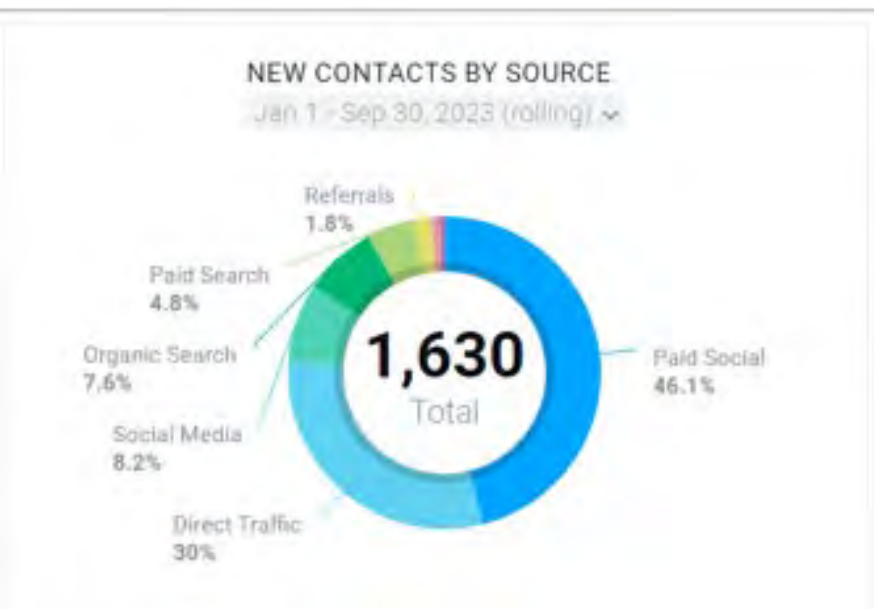 NEW CONTACTS BY SOURCE
Jan 1 - Sep 30, 2023 (rolling)
Referrals
1.8%
Paid Search
4.8%
Organic Search
7.6%
Social Media
8.2%
Direct Traffic
30%
Paid Social
46.1%
1,630
Total